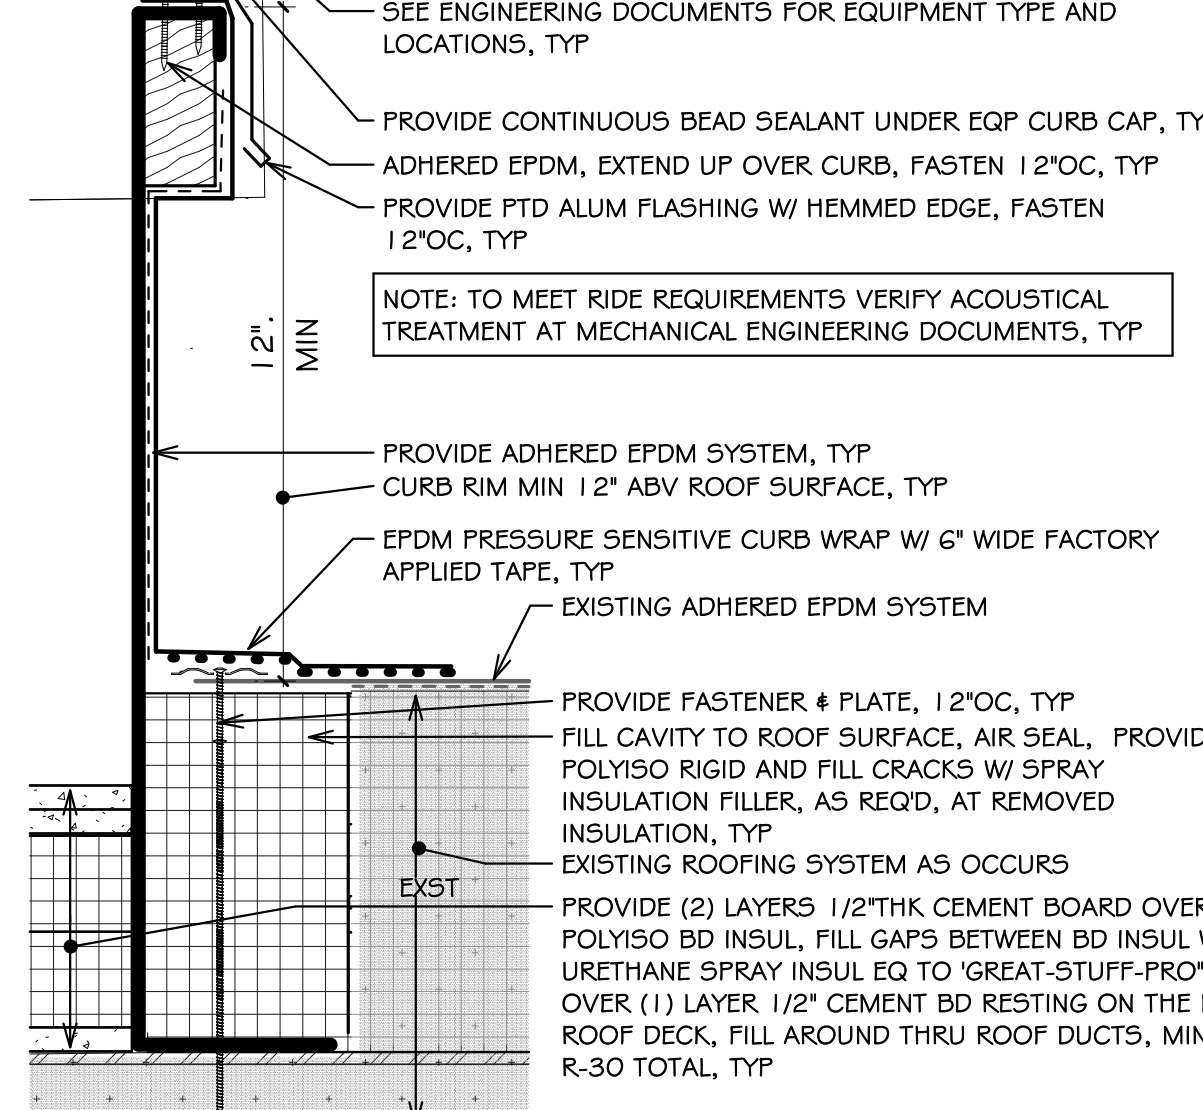 SEE ENGINEERING DOCUMENTS FOR EQUIPMENT TYPE AND
LOCATIONS, TYP
PROVIDE CONTINUOUS BEAD SEALANT UNDER EQP CURB CAP,
ADHERED EPDM, EXTEND UP OVER CURB, FASTEN 12"OC, TYP
PROVIDE PTD ALUM FLASHING W/ HEMMED EDGE, FASTEN
12"OC, TYP
NOTE: TO MEET RIDE REQUIREMENTS VERIFY ACOUSTICAL
TREATMENT AT MECHANICAL ENGINEERING DOCUMENTS, TYP
12".
MIN
PROVIDE ADHERED EPDM SYSTEM, TYP
CURB RIM MIN 12" ABV ROOF SURFACE, TYP
EPDM PRESSURE SENSITIVE CURB WRAP W/ 6" WIDE FACTORY
APPLIED TAPE, TYP
EXISTING ADHERED EPDM SYSTEM
PROVIDE FASTENER & PLATE, 12"OC, TYP
FILL CAVITY TO ROOF SURFACE, AIR SEAL, PROVID
POLYISO RIGID AND FILL CRACKS W/ SPRAY
INSULATION FILLER, AS REQ'D, AT REMOVED
INSULATION, TYP
EXISTING ROOFING SYSTEM AS OCCURS
EXST
PROVIDE (2) LAYERS 1/2"THK CEMENT BOARD OVER
POLYISO BD INSUL, FILL GAPS BETWEEN BD INSUL
URETHANE SPRAY INSUL EQ TO 'GREAT-STUFF-PRO"
OVER (1) LAYER 1/2" CEMENT BD RESTING ON THE
ROOF DECK, FILL AROUND THRU ROOF DUCTS, MIN
R-30 TOTAL, TYP